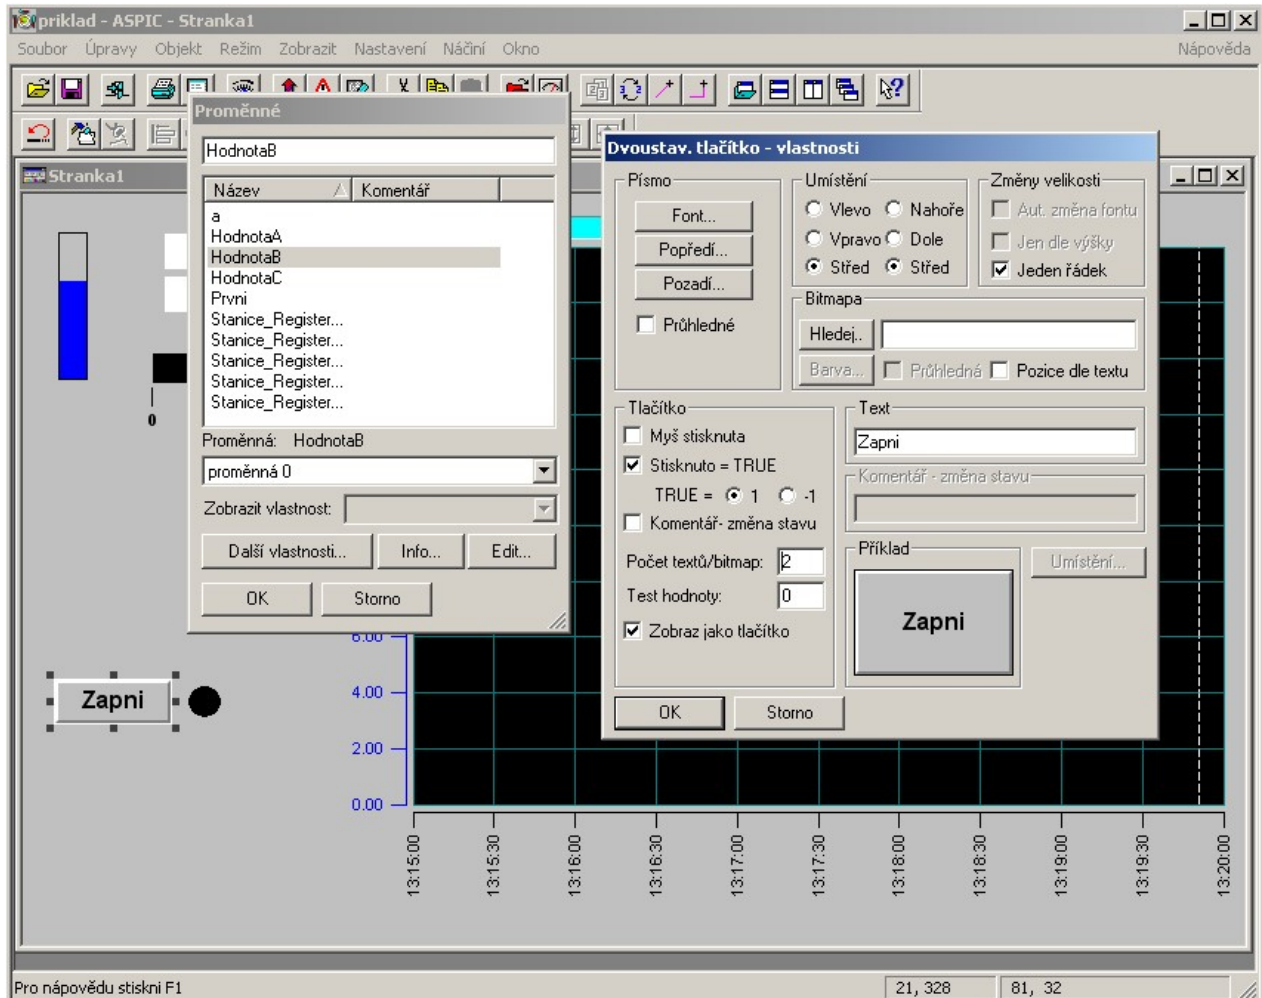 priklad - ASPIC - Stranka1
Soubor Úpravy Objekt Režim Zobrazit Nastavení Náčiní Okno Nápověda
Stranka1
0
Zapni
6.00
4.00
2.00
0.00
13:15:00
13:15:30
13:16:00
13:16:30
13:17:00
13:17:30
13:18:00
13:18:30
13:19:00
13:19:30
13:20:00
Proměnné
HodnotaB
Název Komentář
a
HodnotaA
HodnotaB
HodnotaC
Prvni
Stanice_Register...
Stanice_Register...
Stanice_Register...
Stanice_Register...
Stanice_Register...
Proměnná: HodnotaB
proměnná 0
Zobrazit vlastnost:
Další vlastnosti... Info... Edit...
OK Storno
Dvoustav. tlačítko - vlastnosti
Písmo
Font...
Popředí...
Pozadí...
Průhledné
Umístění
Vlevo Nahoře
Vpravo Dole
Střed Střed
Změny velikosti
Aut. změna fontu
Jen dle výšky
Jeden řádek
Bitmapa
Hledej..
Barva... Průhledná Pozice dle textu
Tlačítko
Myš stisknuta
Stisknuto = TRUE
TRUE = 1 -1
Komentář- změna stavu
Počet textů/bitmap: 2
Test hodnoty: 0
Zobraz jako tlačítko
Text
Zapni
Komentář - změna stavu
Příklad
Zapni
Umístění...
OK Storno
Pro nápovědu stiskni F1 21, 328 81, 32